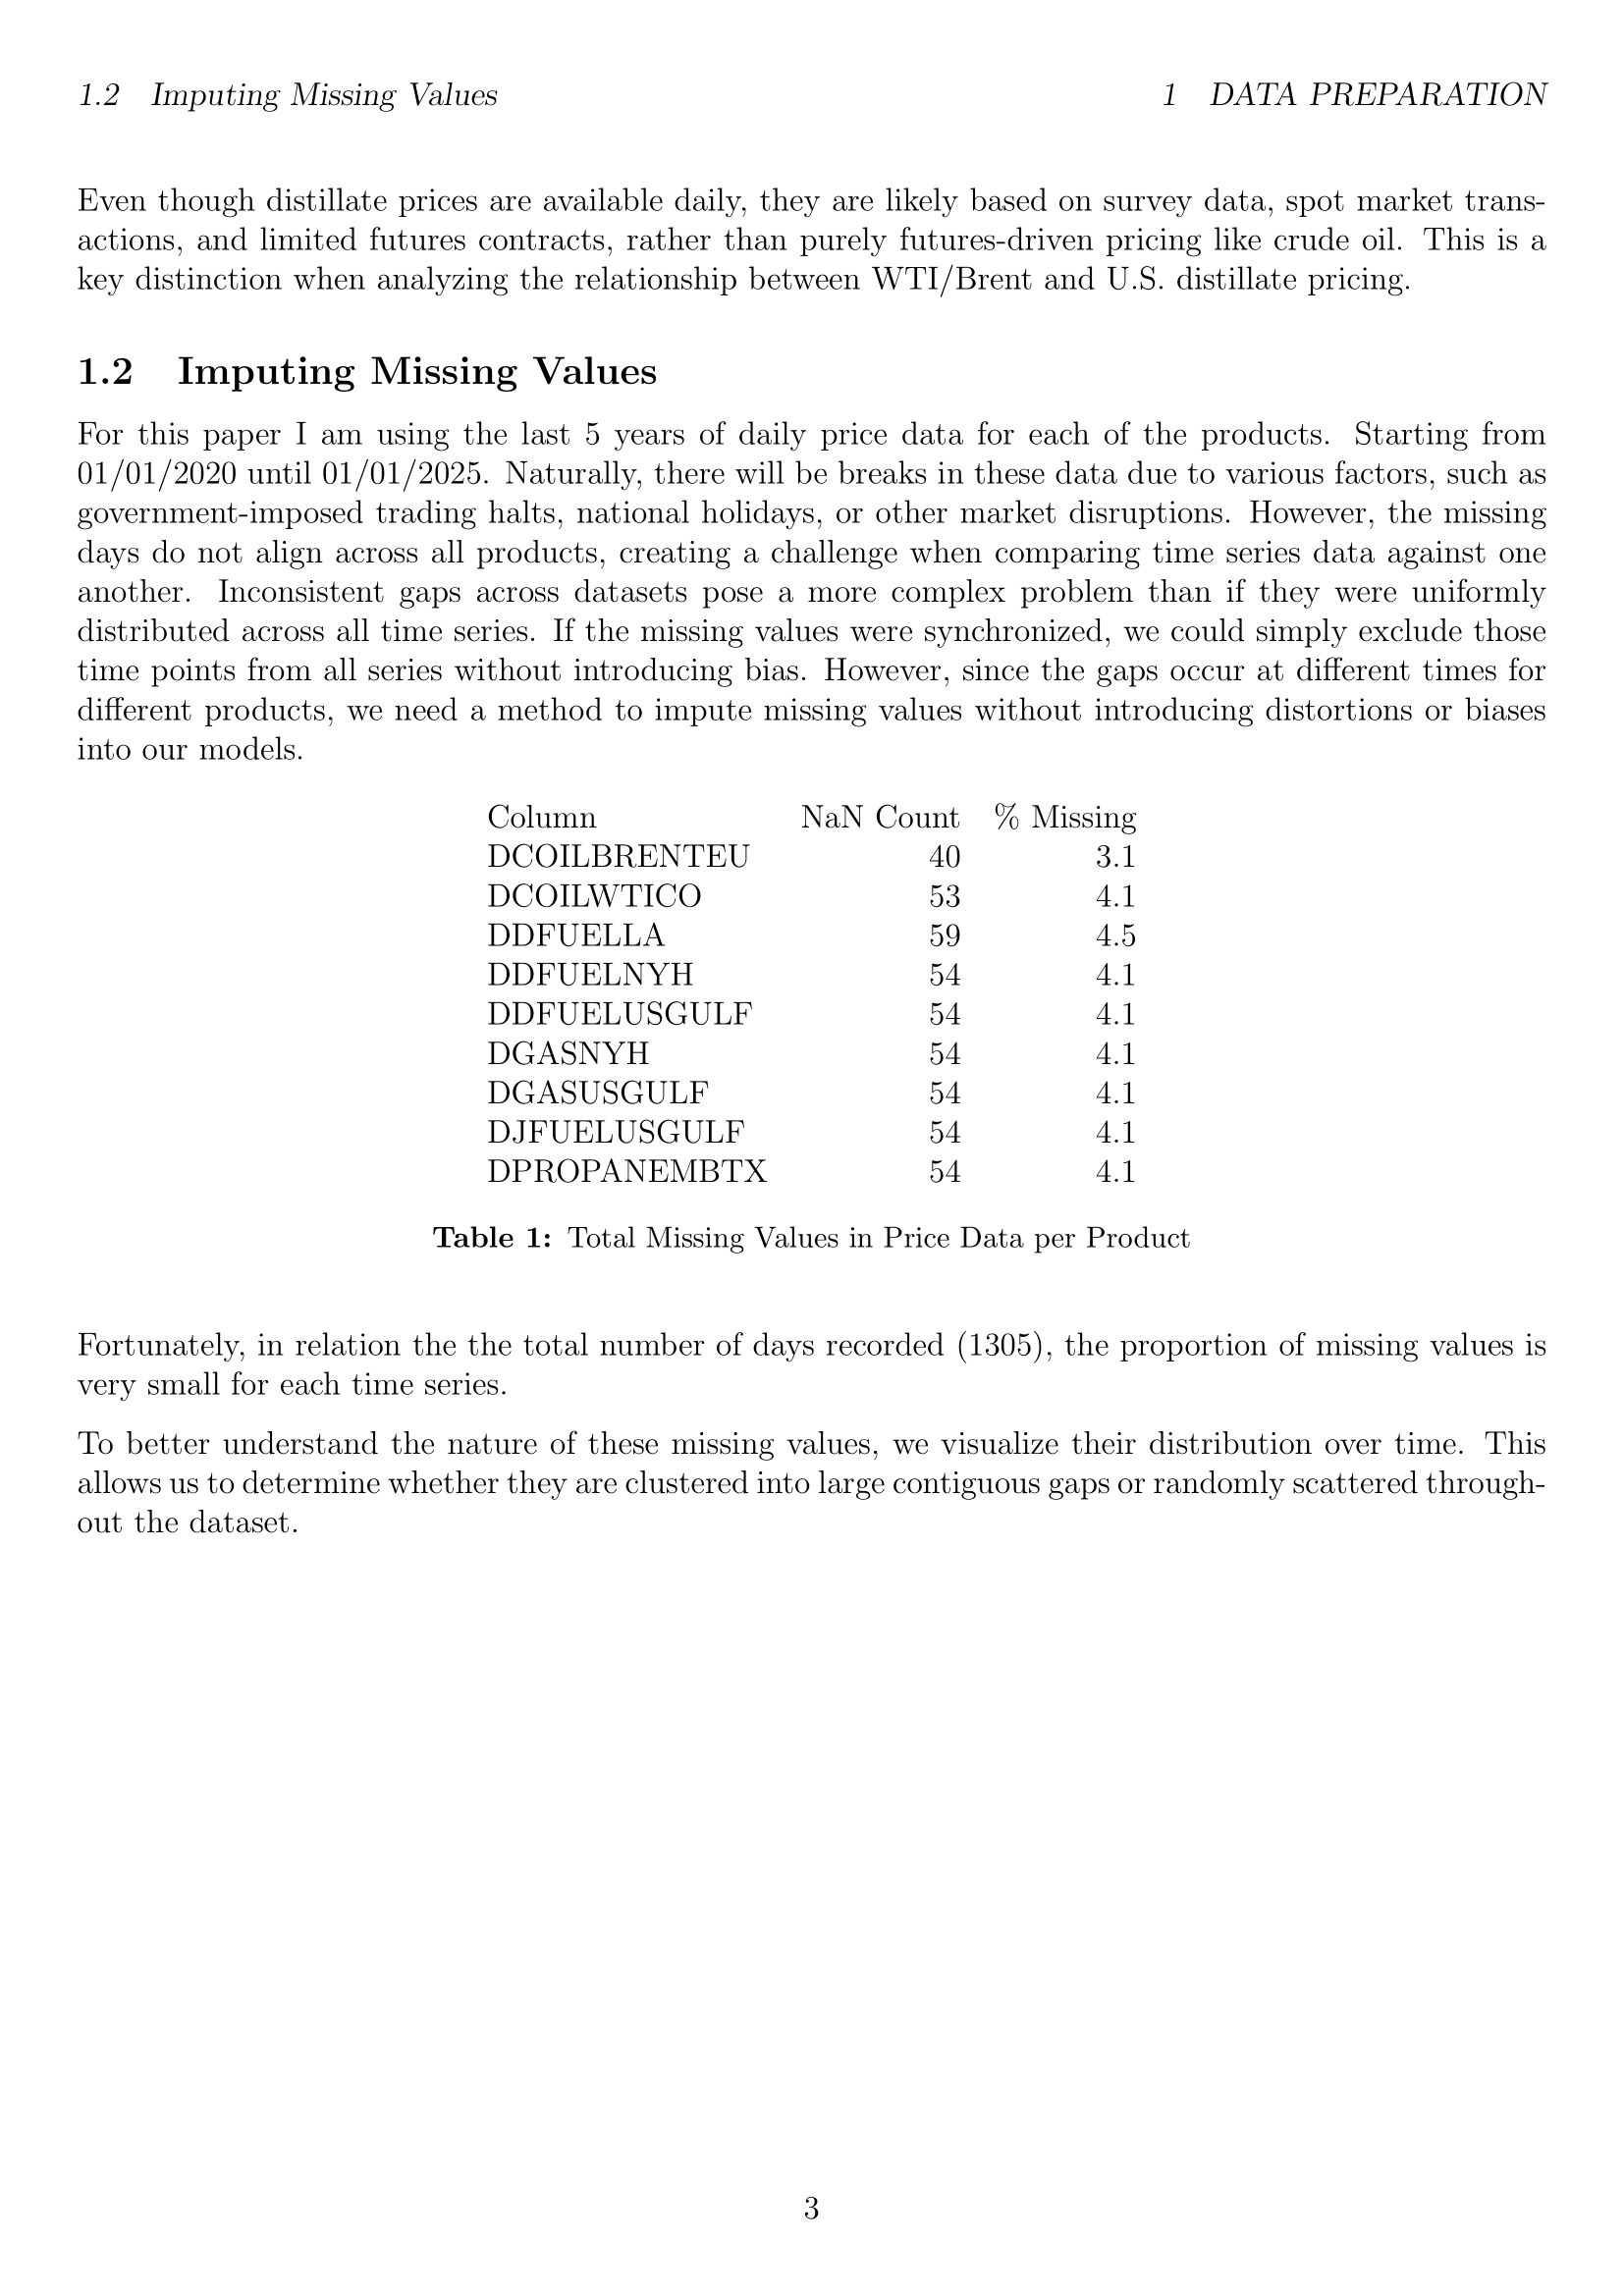 1.2 Imputing Missing Values 1 DATA PREPARATION
Even though distillate prices are available daily, they are likely based on survey data, spot market trans-
actions, and limited futures contracts, rather than purely futures-driven pricing like crude oil. This is a
key distinction when analyzing the relationship between WTI/Brent and U.S. distillate pricing.
1.2 Imputing Missing Values
For this paper I am using the last 5 years of daily price data for each of the products. Starting from
01/01/2020 until 01/01/2025. Naturally, there will be breaks in these data due to various factors, such as
government-imposed trading halts, national holidays, or other market disruptions. However, the missing
days do not align across all products, creating a challenge when comparing time series data against one
another. Inconsistent gaps across datasets pose a more complex problem than if they were uniformly
distributed across all time series. If the missing values were synchronized, we could simply exclude those
time points from all series without introducing bias. However, since the gaps occur at different times for
different products, we need a method to impute missing values without introducing distortions or biases
into our models.
Column NaN Count % Missing
DCOILBRENTEU 40 3.1
DCOILWTICO 53 4.1
DDFUELLA 59 4.5
DDFUELNYH 54 4.1
DDFUELUSGULF 54 4.1
DGASNYH 54 4.1
DGASUSGULF 54 4.1
DJFUELUSGULF 54 4.1
DPROPANEMBTX 54 4.1
Table 1: Total Missing Values in Price Data per Product
Fortunately, in relation the the total number of days recorded (1305), the proportion of missing values is
very small for each time series.
To better understand the nature of these missing values, we visualize their distribution over time. This
allows us to determine whether they are clustered into large contiguous gaps or randomly scattered through-
out the dataset.
3